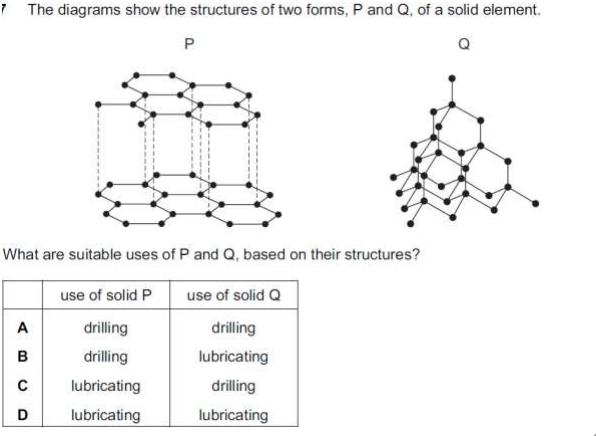 7 The diagrams show the structures of two forms, P and Q, of a solid element.
P Q
What are suitable uses of P and Q, based on their structures?
use of solid P use of solid Q
A drilling drilling
B drilling lubricating
C lubricating drilling
D lubricating lubricating